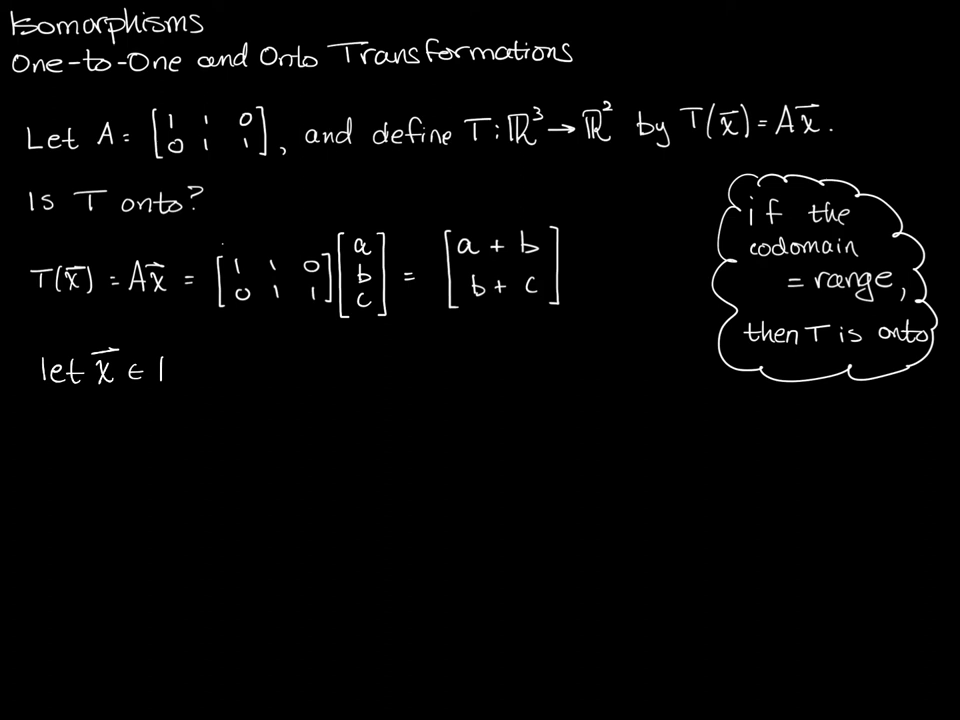 Isomorphisms
One-to-One and Onto Transformations
Let A = [1 1 0; 0 1 1], and define T: ℝ³ → ℝ² by T(x⃗) = Ax⃗.
Is T onto?
T(x⃗) = Ax⃗ = [1 1 0; 0 1 1] [a; b; c] = [a + b; b + c]
let x⃗ ∈ |
if the
codomain
= range,
then T is onto